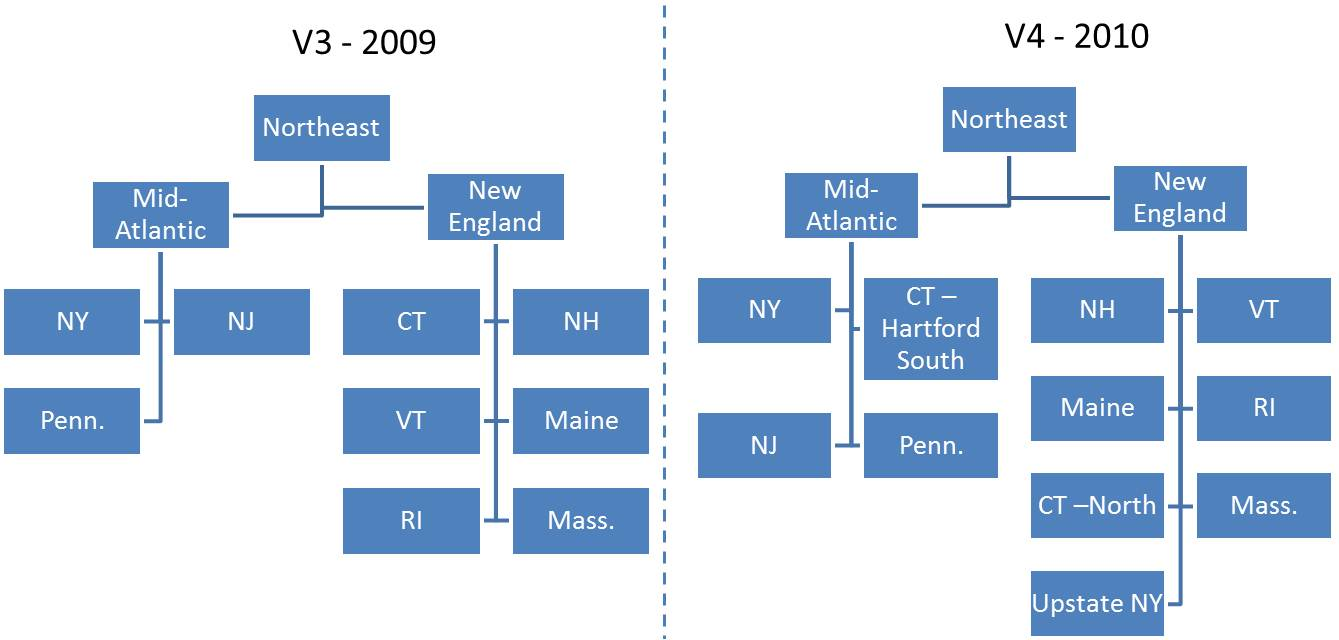 V3 - 2009
Northeast
Mid-
Atlantic
New
England
NY
NJ
CT
NH
Penn.
VT
Maine
RI
Mass.
V4 - 2010
Northeast
Mid-
Atlantic
New
England
NY
CT –
Hartford
South
NJ
Penn.
NH
VT
Maine
RI
CT –North
Mass.
Upstate NY